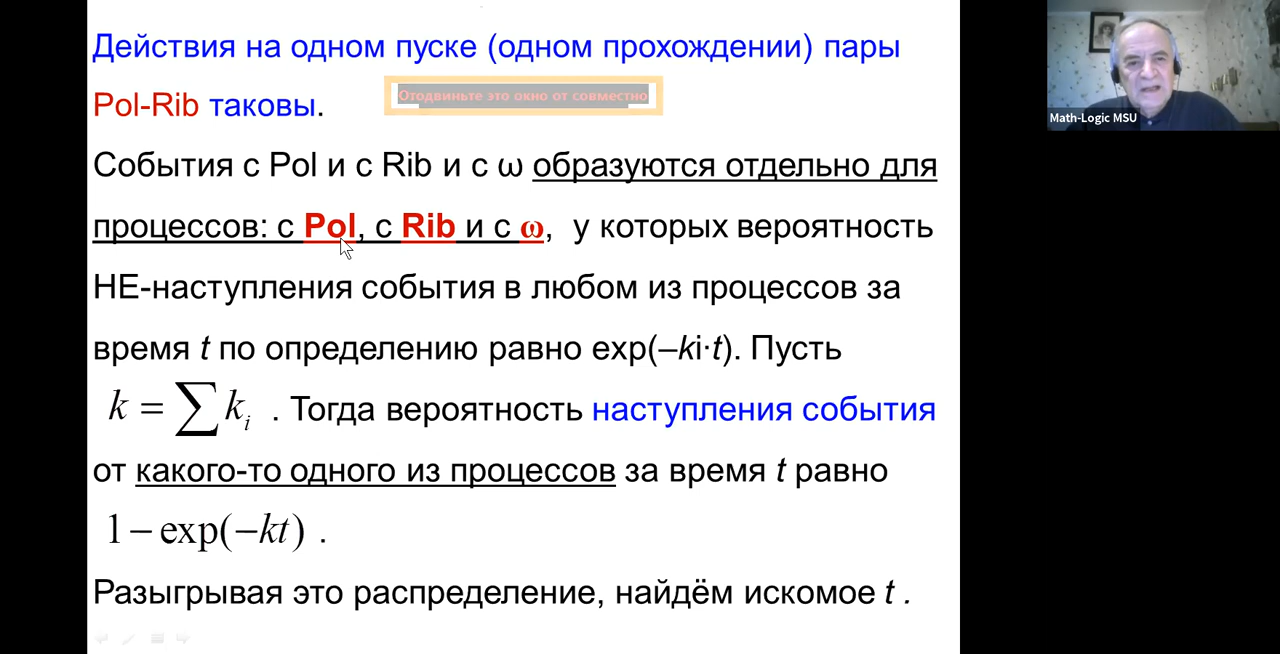 Действия на одном пуске (одном прохождении) пары
Pol-Rib таковы.
Отодвиньте это окно от совместно
События с Pol и с Rib и с ω образуются отдельно для
процессов: с Pol, с Rib и с ω, у которых вероятность
НЕ-наступления события в любом из процессов за
время t по определению равно exp(–ki·t). Пусть
k = ∑ k_i . Тогда вероятность наступления события
от какого-то одного из процессов за время t равно
1 – exp(–kt) .
Разыгрывая это распределение, найдём искомое t .
Math-Logic MSU